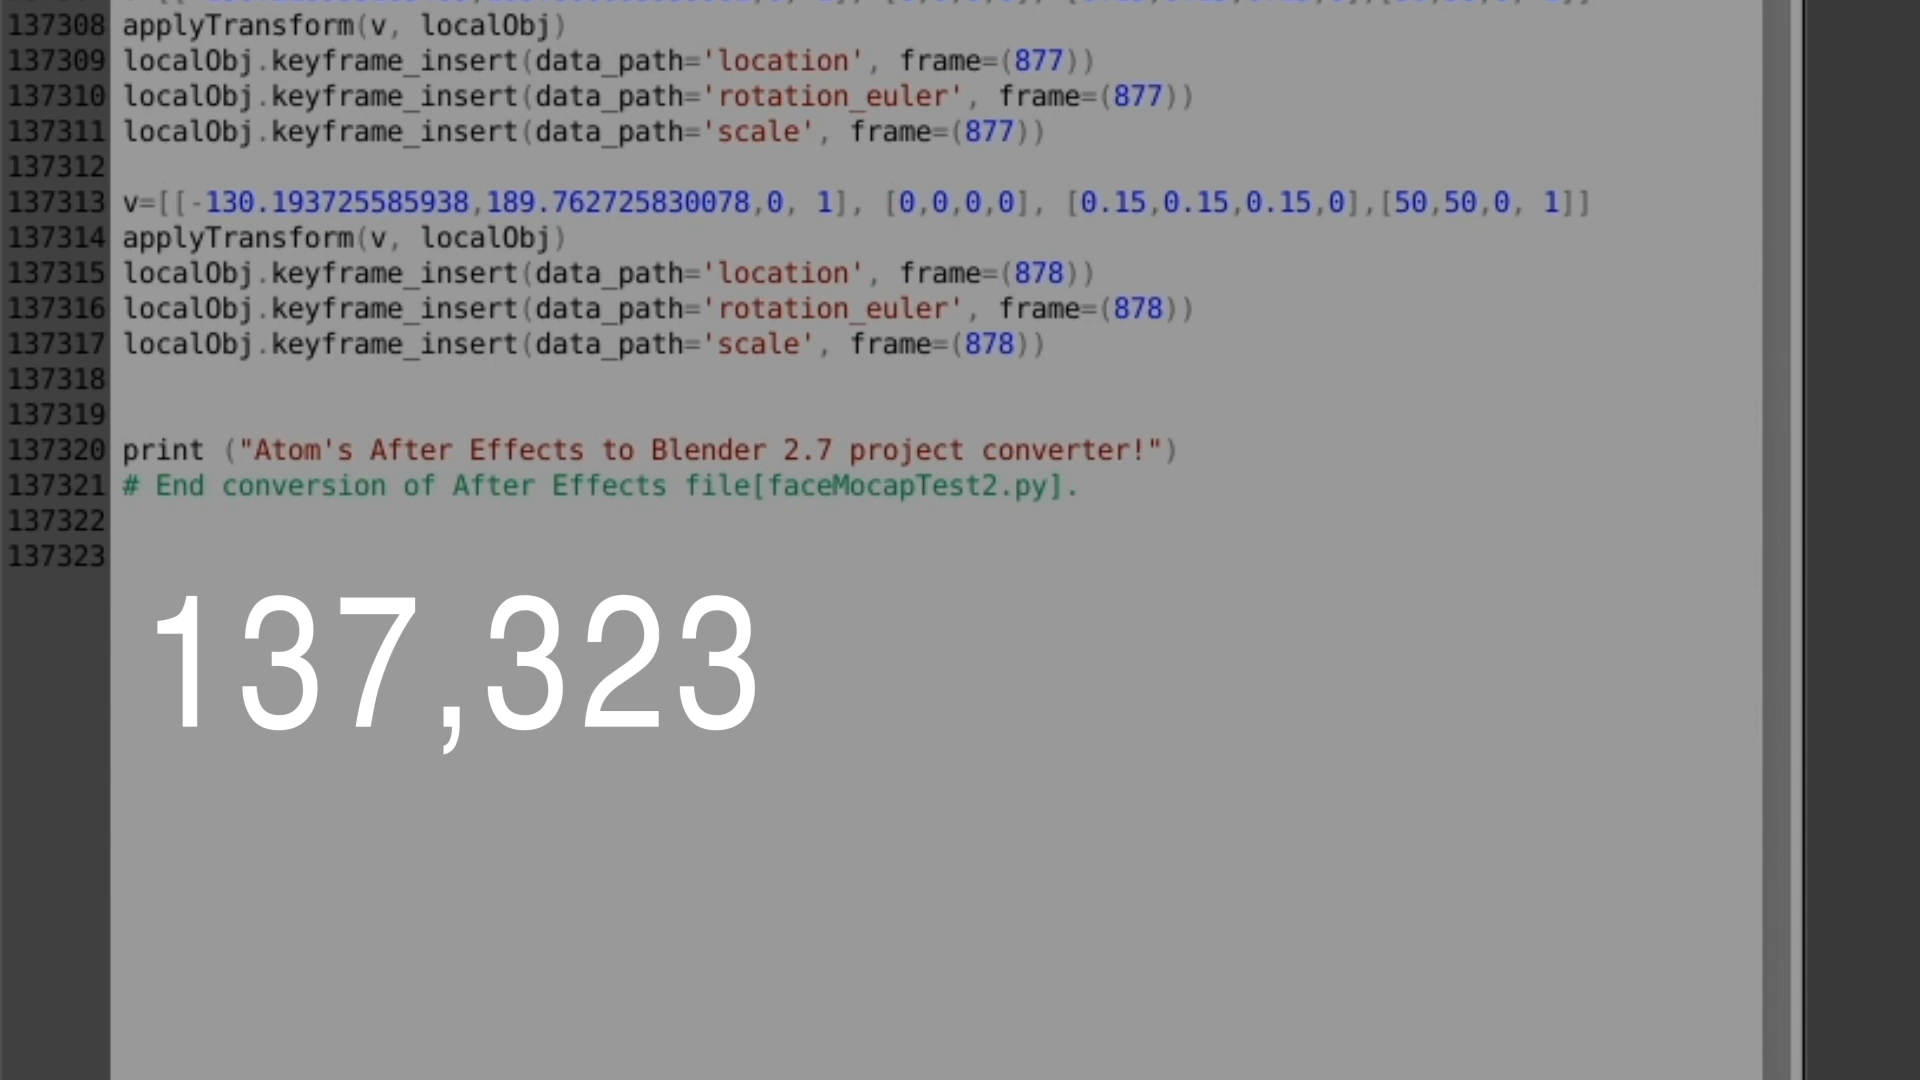 137308 applyTransform(v, localObj)
137309 localObj.keyframe_insert(data_path='location', frame=(877))
137310 localObj.keyframe_insert(data_path='rotation_euler', frame=(877))
137311 localObj.keyframe_insert(data_path='scale', frame=(877))
137312
137313 v=[[-130.193725585938,189.762725830078,0, 1], [0,0,0,0], [0.15,0.15,0.15,0],[50,50,0, 1]]
137314 applyTransform(v, localObj)
137315 localObj.keyframe_insert(data_path='location', frame=(878))
137316 localObj.keyframe_insert(data_path='rotation_euler', frame=(878))
137317 localObj.keyframe_insert(data_path='scale', frame=(878))
137318
137319
137320 print ("Atom's After Effects to Blender 2.7 project converter!")
137321 # End conversion of After Effects file[faceMocapTest2.py].
137322
137323
137,323